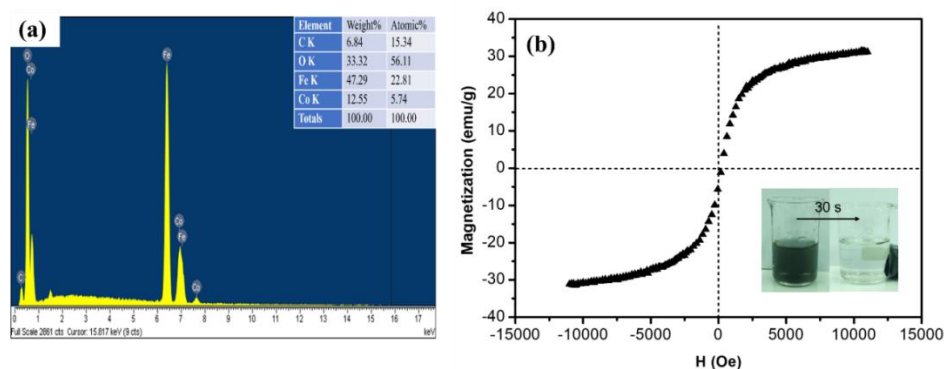 (a)
Element Weight% Atomic%
C K 6.84 15.34
O K 33.32 56.11
Fe K 47.29 22.81
Co K 12.55 5.74
Totals 100.00 100.00
O
Co
Fe
Fe
Co
Fe
C
Co
0 1 2 3 4 5 6 7 8 9 10 11 12 13 14 15 16 17
Full Scale 2861 cts Cursor: 15.817 keV (9 cts) keV
(b)
Magnetization (emu/g)
40
30
20
10
0
-10
-20
-30
-40
30 s
-15000 -10000 -5000 0 5000 10000 15000
H (Oe)